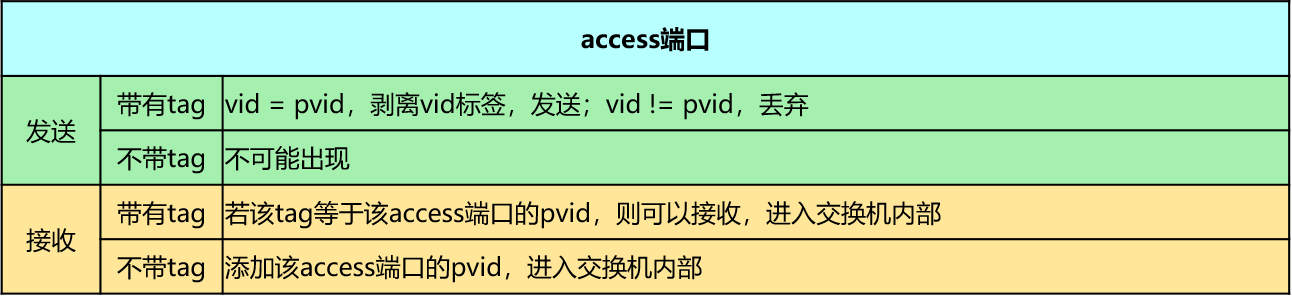 access端口
发送
带有tag
vid = pvid，剥离vid标签，发送；vid != pvid，丢弃
不带tag
不可能出现
接收
带有tag
若该tag等于该access端口的pvid，则可以接收，进入交换机内部
不带tag
添加该access端口的pvid，进入交换机内部